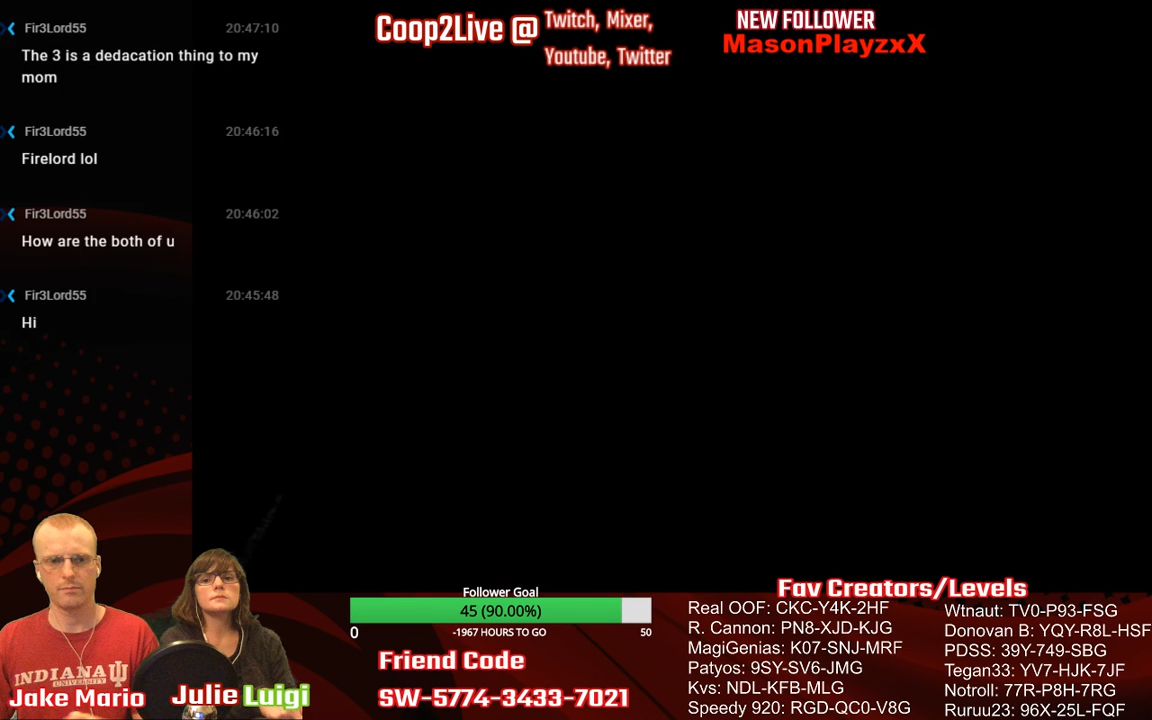 Fir3Lord55 20:47:10
The 3 is a dedacation thing to my
mom
Fir3Lord55 20:46:16
Firelord lol
Fir3Lord55 20:46:02
How are the both of u
Fir3Lord55 20:45:48
Hi
Coop2Live @
Twitch, Mixer,
Youtube, Twitter
NEW FOLLOWER
MasonPlayzxX
INDIANA
UNIVERSITY
Jake Mario
Julie Luigi
Follower Goal
45 (90.00%)
0 -1967 HOURS TO GO 50
Friend Code
SW-5774-3433-7021
Fav Creators/Levels
Real OOF: CKC-Y4K-2HF
R. Cannon: PN8-XJD-KJG
MagiGenias: K07-SNJ-MRF
Patyos: 9SY-SV6-JMG
Kvs: NDL-KFB-MLG
Speedy 920: RGD-QC0-V8G
Wtnaut: TV0-P93-FSG
Donovan B: YQY-R8L-HSF
PDSS: 39Y-749-SBG
Tegan33: YV7-HJK-7JF
Notroll: 77R-P8H-7RG
Ruruu23: 96X-25L-FQF